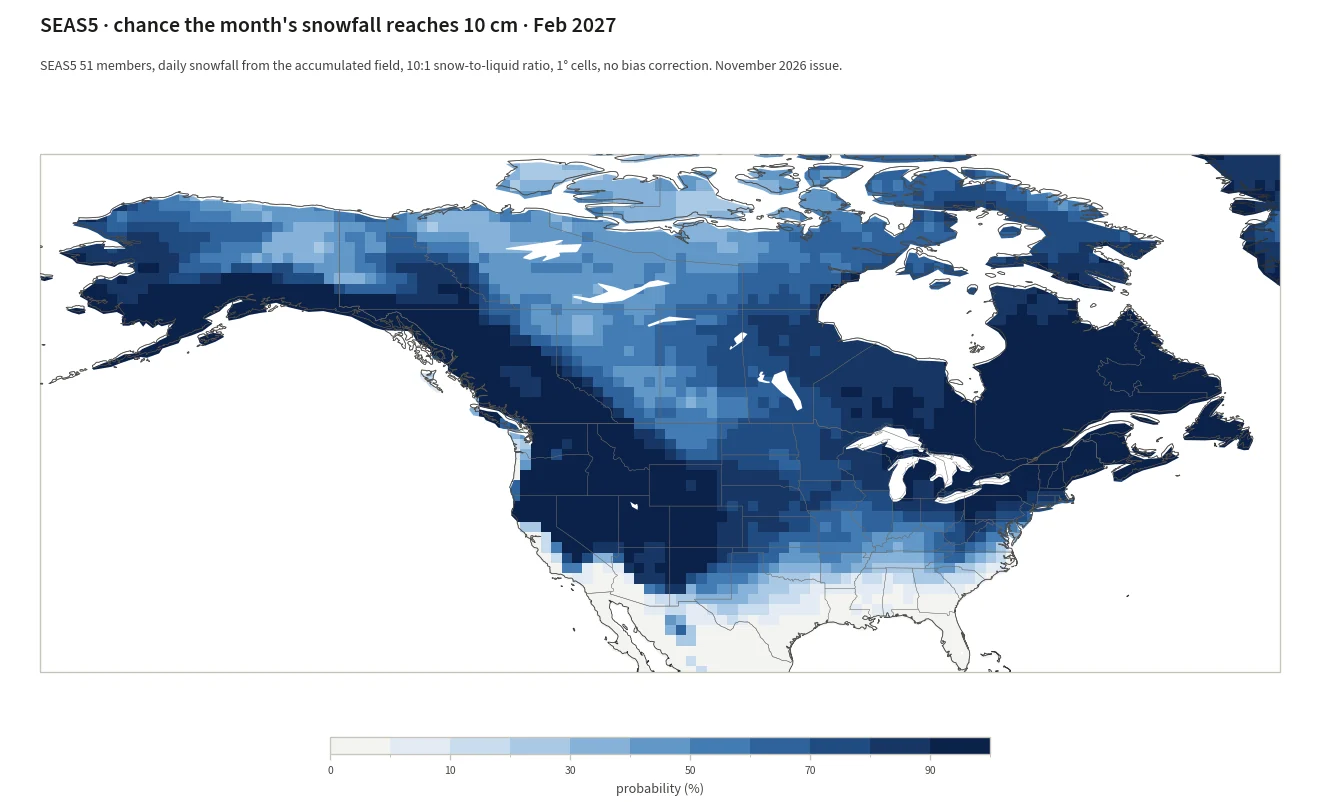 SEAS5 · chance the month's snowfall reaches 10 cm · Feb 2027
SEAS5 51 members, daily snowfall from the accumulated field, 10:1 snow-to-liquid ratio, 1° cells, no bias correction. November 2026 issue.
0 10 30 50 70 90
probability (%)